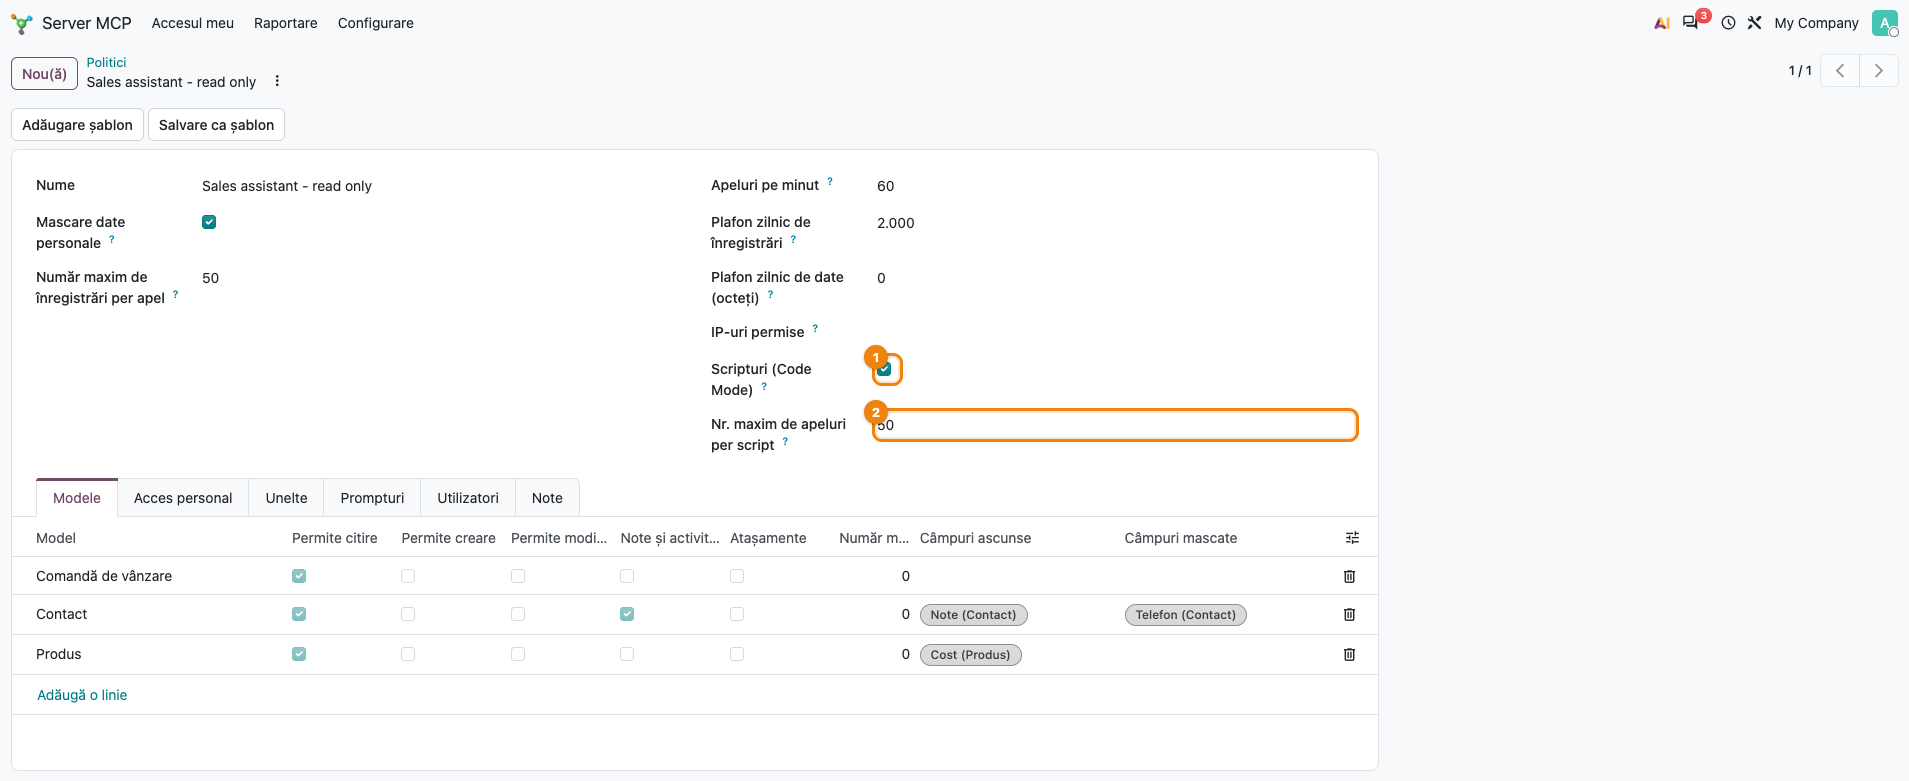 Server MCP Accesul meu Raportare Configurare AI 3 My Company A
Nou(ă) Politici
Sales assistant - read only
1 / 1
Adăugare șablon Salvare ca șablon
Nume Sales assistant - read only
Mascare date
personale ?
Număr maxim de 50
înregistrări per apel ?
Apeluri pe minut ? 60
Plafon zilnic de 2.000
înregistrări ?
Plafon zilnic de date 0
(octeți) ?
IP-uri permise ?
Scripturi (Code 1
Mode) ?
Nr. maxim de apeluri 2 50
per script ?
Modele Acces personal Unelte Prompturi Utilizatori Note
Model Permite citire Permite creare Permite modi... Note și activit... Atașamente Număr m... Câmpuri ascunse Câmpuri mascate
Comandă de vânzare 0
Contact 0 Note (Contact) Telefon (Contact)
Produs 0 Cost (Produs)
Adăugă o linie